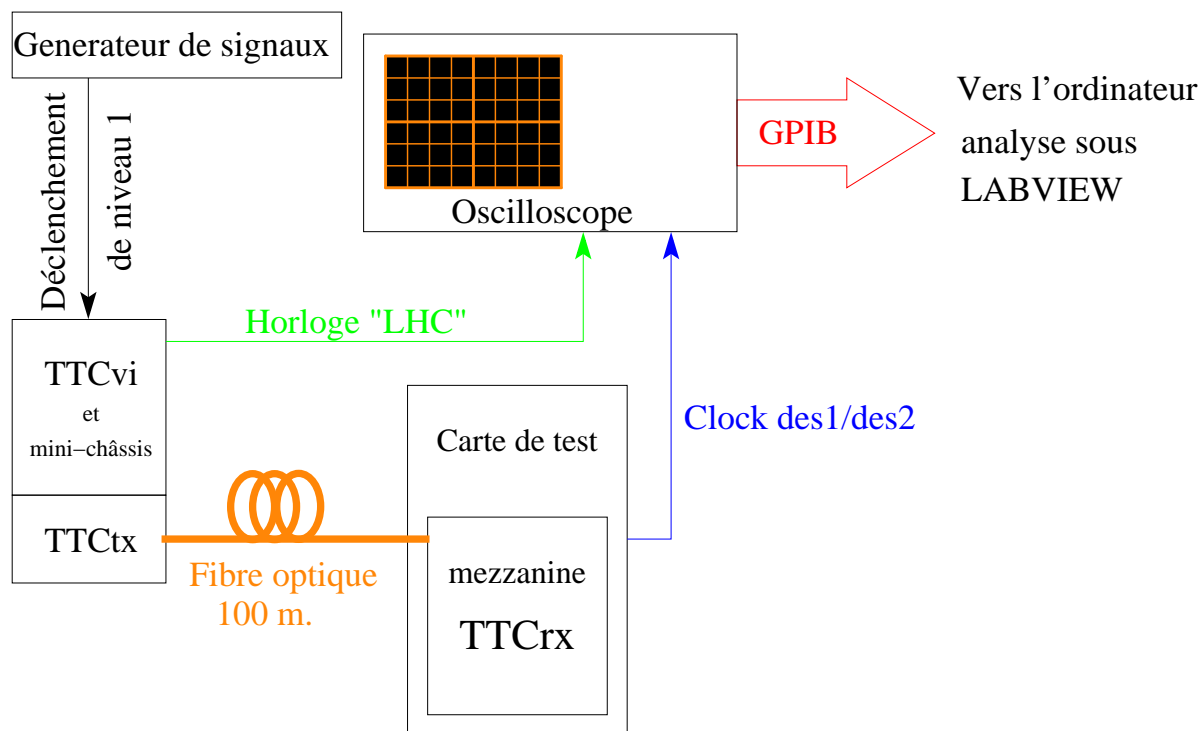 Generateur de signaux
Déclenchement
de niveau 1
Oscilloscope
GPIB
Vers l'ordinateur
analyse sous
LABVIEW
Horloge "LHC"
TTCvi
et
mini−châssis
TTCtx
Fibre optique
100 m.
Carte de test
mezzanine
TTCrx
Clock des1/des2